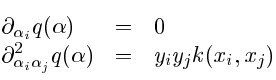 ∂_{α_i} q(α) = 0
∂²_{α_i α_j} q(α) = y_i y_j k(x_i, x_j)